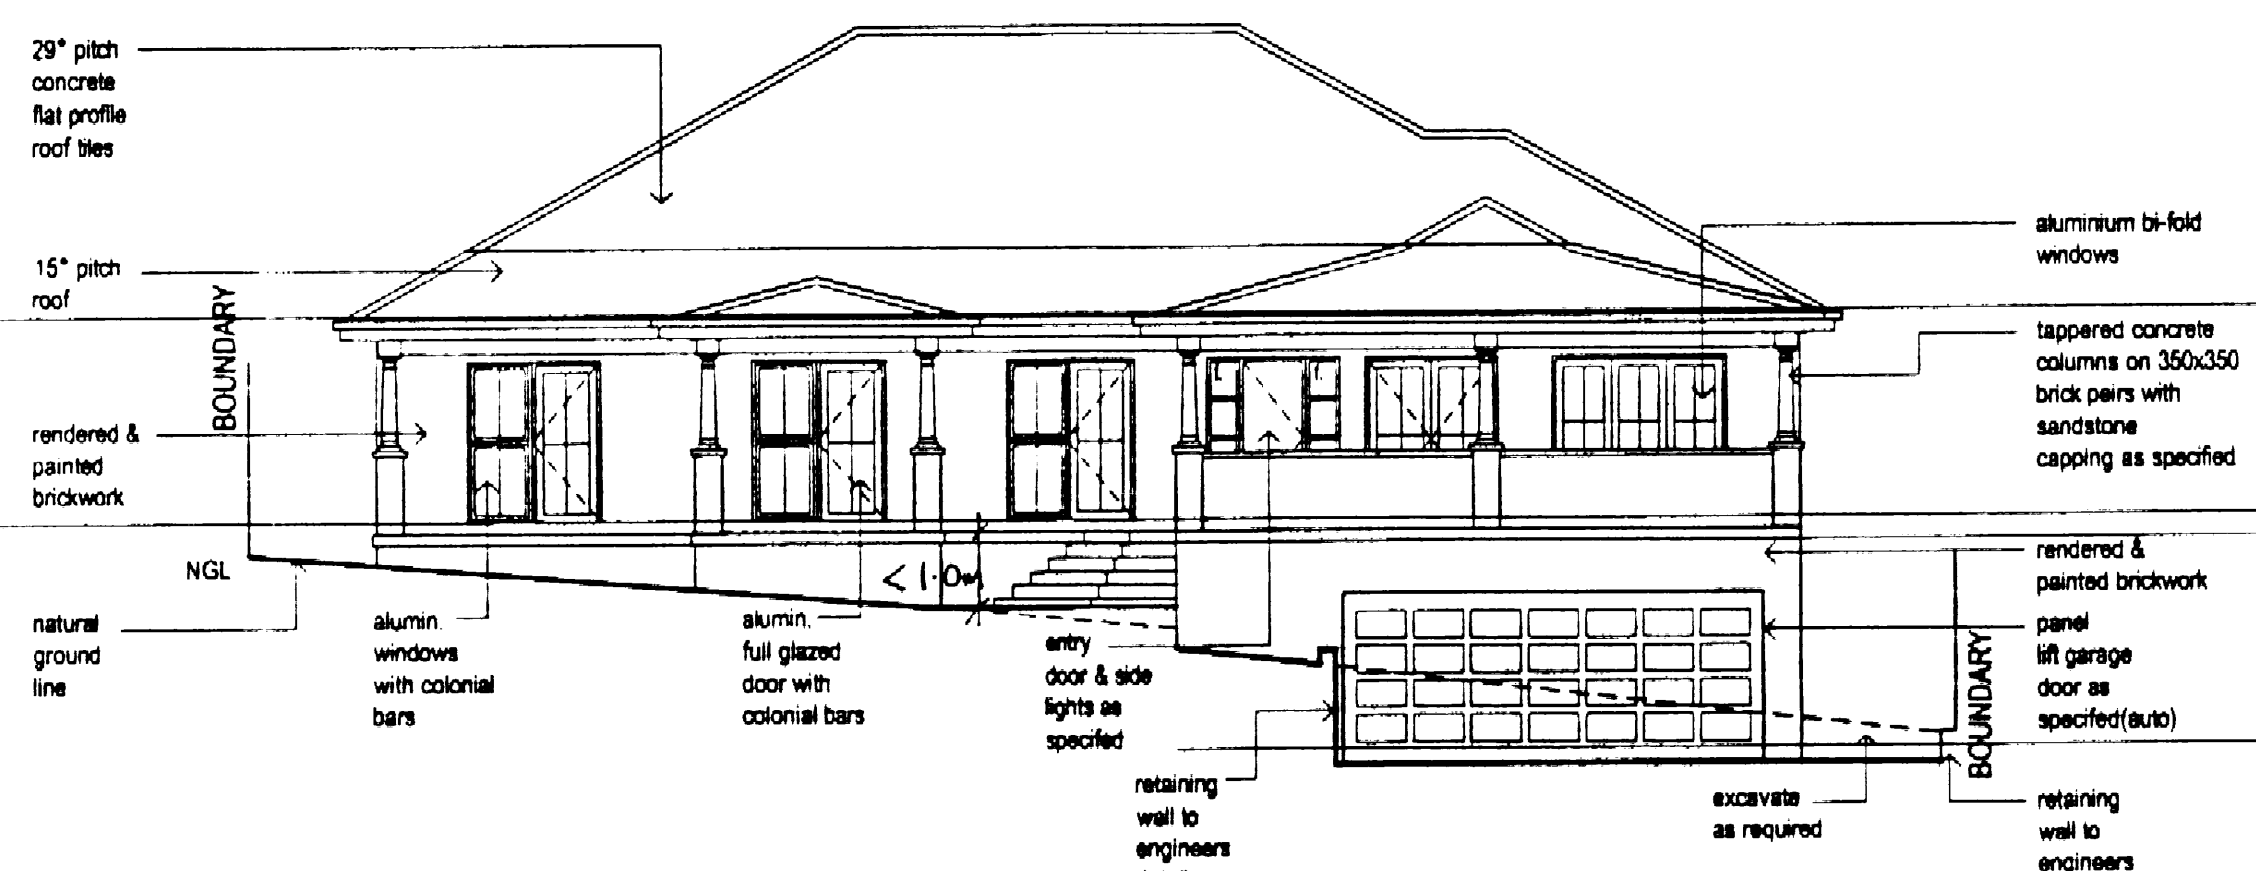 29° pitch
concrete
flat profile
roof tiles
15° pitch
roof
BOUNDARY
rendered &
painted
brickwork
NGL
natural
ground
line
alumin.
windows
with colonial
bars
< 1.0m
alumin.
full glazed
door with
colonial bars
entry
door & side
lights as
specifed
retaining
wall to
engineers
aluminium bi-fold
windows
tappered concrete
columns on 350x350
brick peirs with
sandstone
capping as specified
rendered &
painted brickwork
panel
lift garage
door as
specifed(auto)
BOUNDARY
excavate
as required
retaining
wall to
engineers